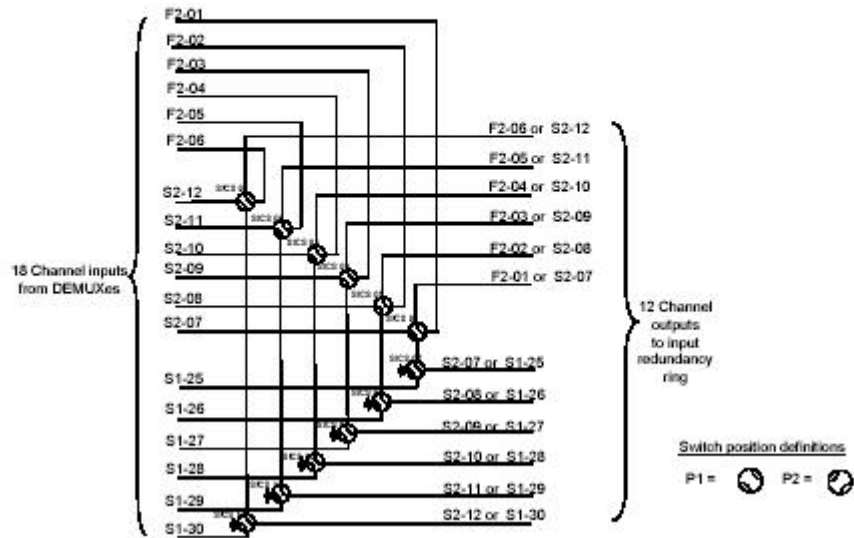 F2-01
F2-02
F2-03
F2-04
F2-05
F2-06
S2-12
S2-11
S2-10
S2-09
S2-08
S2-07
S1-25
S1-26
S1-27
S1-28
S1-29
S1-30
18 Channel inputs
from DEMUXes
F2-06 or S2-12
F2-05 or S2-11
F2-04 or S2-10
F2-03 or S2-09
F2-02 or S2-08
F2-01 or S2-07
S2-07 or S1-25
S2-08 or S1-26
S2-09 or S1-27
S2-10 or S1-28
S2-11 or S1-29
S2-12 or S1-30
12 Channel
outputs
to input
redundancy
ring
Switch position definitions
P1 =
P2 =